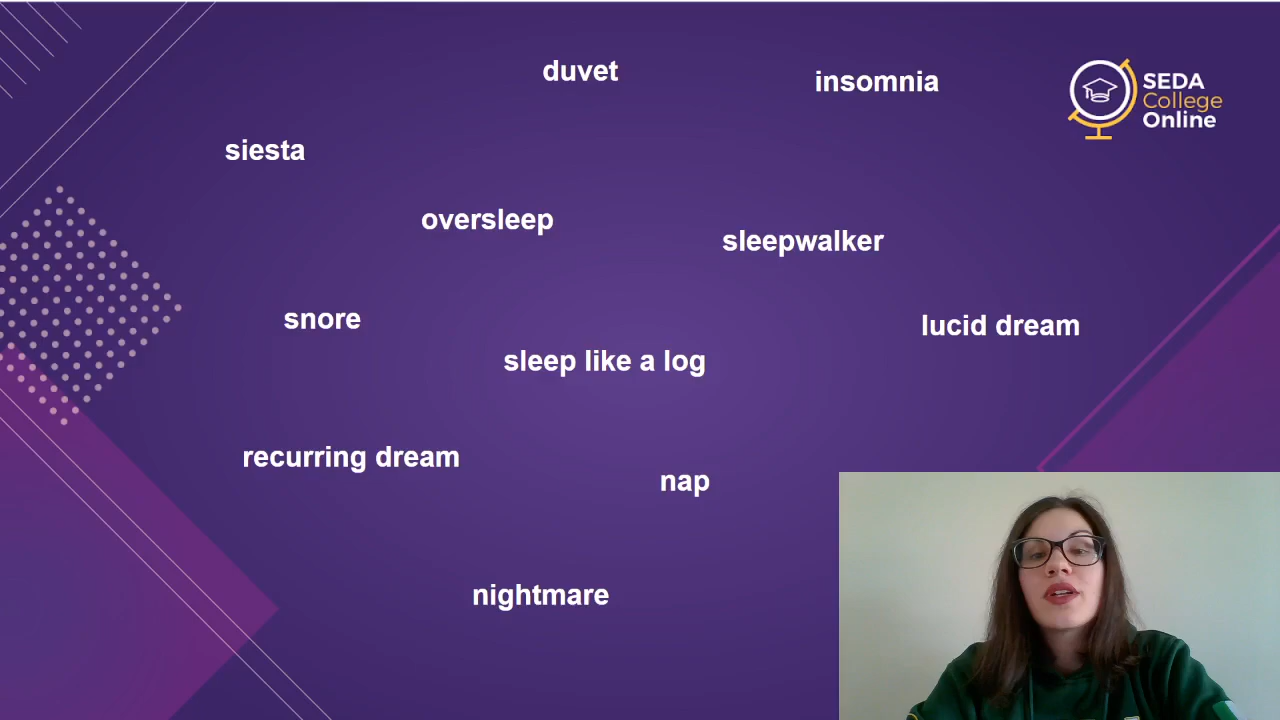 duvet
insomnia
SEDA
College
Online
siesta
oversleep
sleepwalker
snore
lucid dream
sleep like a log
recurring dream
nap
nightmare